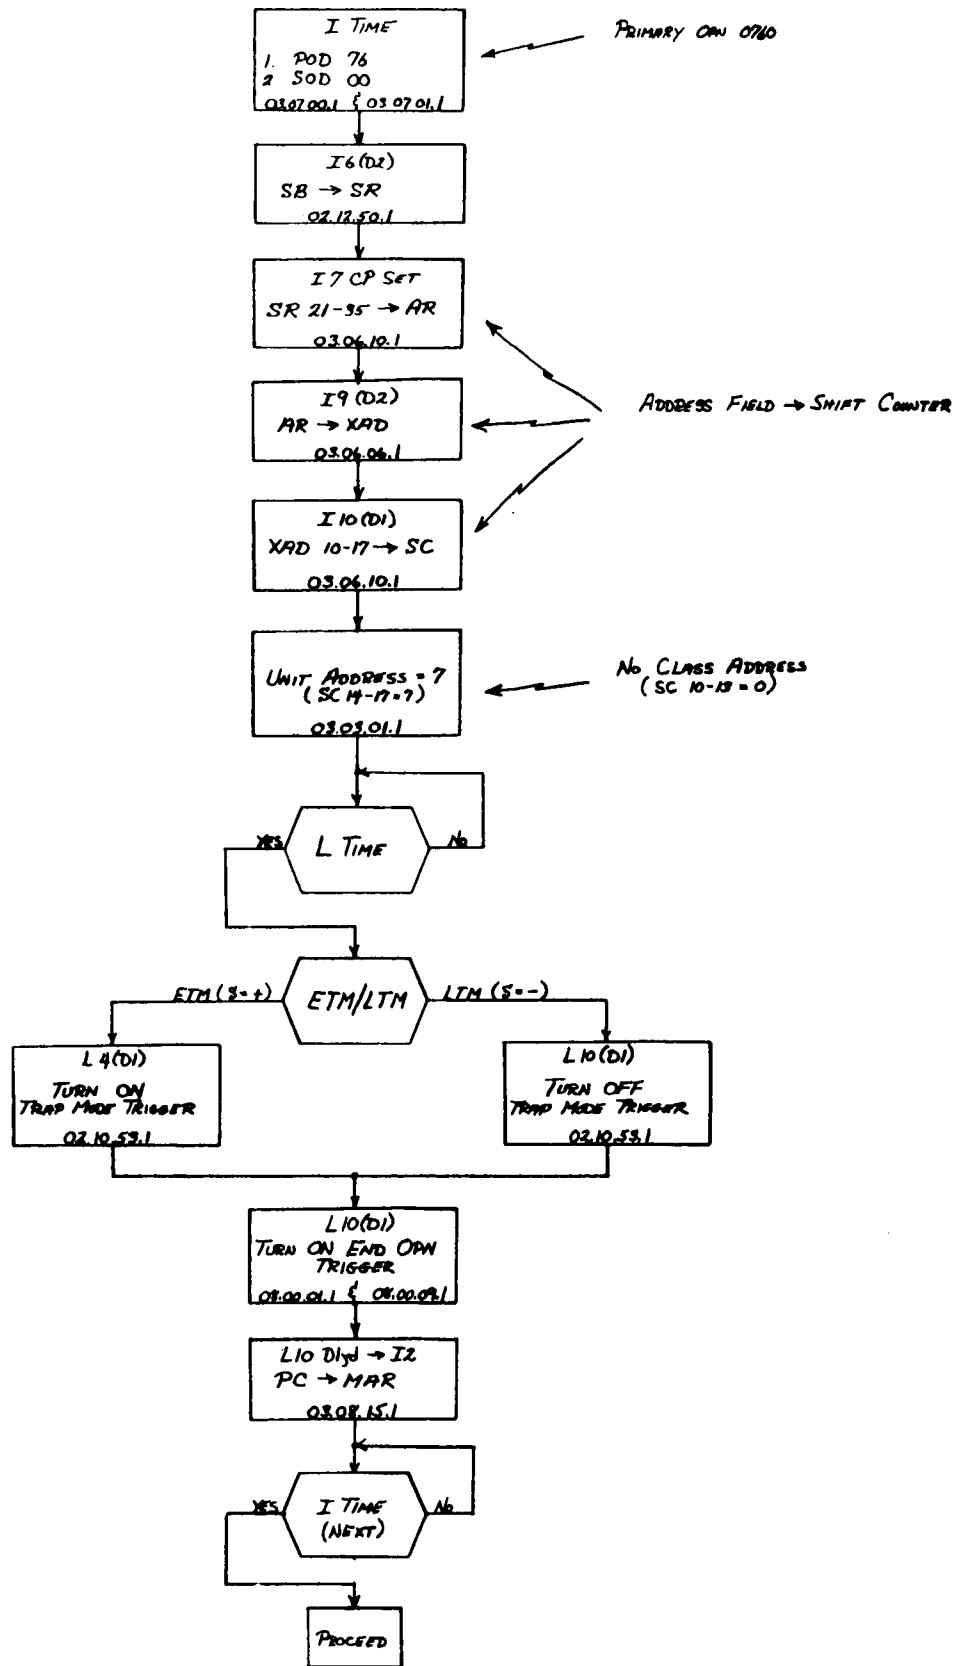 I TIME
1. POD 76
2 SOD 00
03.07.00.1 & 03.07.01.1
PRIMARY OPN 0760
I6(D2)
SB → SR
02.12.50.1
I7 CP SET
SR 21-35 → AR
03.06.10.1
I9(D2)
AR → XAD
03.06.06.1
ADDRESS FIELD → SHIFT COUNTER
I10(D1)
XAD 10-17 → SC
03.06.10.1
UNIT ADDRESS = 7
(SC 14-17=7)
03.03.01.1
NO CLASS ADDRESS
(SC 10-13=0)
YES
L TIME
NO
ETM (S=+)
ETM/LTM
LTM (S=-)
L4(D1)
TURN ON
TRAP MODE TRIGGER
02.10.53.1
L10(D1)
TURN OFF
TRAP MODE TRIGGER
02.10.53.1
L10(D1)
TURN ON END OPN
TRIGGER
08.00.01.1 & 08.00.09.1
L10 Dlyd → I2
PC → MAR
03.08.15.1
YES
I TIME
(NEXT)
NO
PROCEED